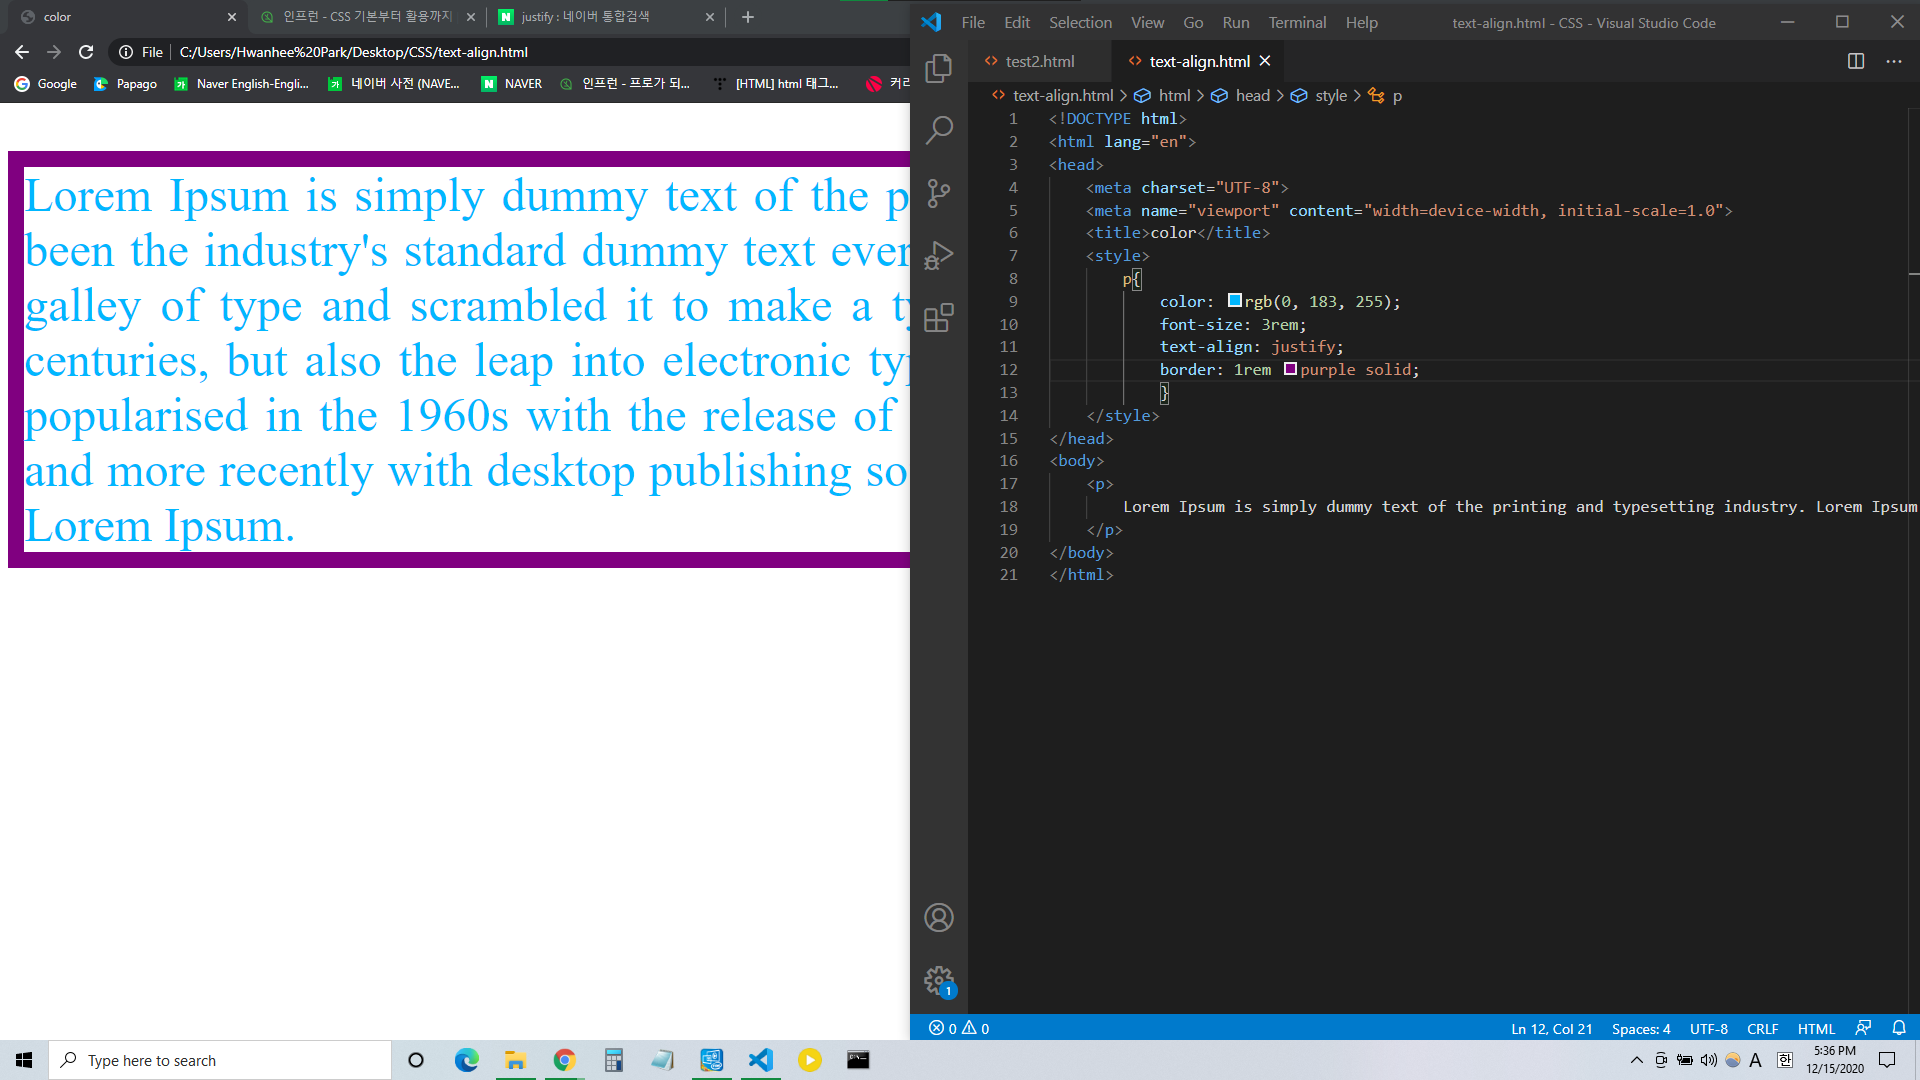 color
인프런 - CSS 기본부터 활용까지
justify : 네이버 통합검색
File
C:/Users/Hwanhee%20Park/Desktop/CSS/text-align.html
Google
Papago
Naver English-Engli...
네이버 사전 (NAVE...
NAVER
인프런 - 프로가 되...
[HTML] html 태그...
커리
Lorem Ipsum is simply dummy text of the p
been the industry's standard dummy text ever
galley of type and scrambled it to make a ty
centuries, but also the leap into electronic typ
popularised in the 1960s with the release of
and more recently with desktop publishing so
Lorem Ipsum.
File Edit Selection View Go Run Terminal Help
text-align.html - CSS - Visual Studio Code
test2.html
text-align.html
text-align.html > html > head > style > p
1 <!DOCTYPE html>
2 <html lang="en">
3 <head>
4 <meta charset="UTF-8">
5 <meta name="viewport" content="width=device-width, initial-scale=1.0">
6 <title>color</title>
7 <style>
8 p{
9 color: rgb(0, 183, 255);
10 font-size: 3rem;
11 text-align: justify;
12 border: 1rem purple solid;
13 }
14 </style>
15 </head>
16 <body>
17 <p>
18 Lorem Ipsum is simply dummy text of the printing and typesetting industry. Lorem Ipsum
19 </p>
20 </body>
21 </html>
1
0 0
Ln 12, Col 21
Spaces: 4
UTF-8
CRLF
HTML
Type here to search
A
한
5:36 PM
12/15/2020